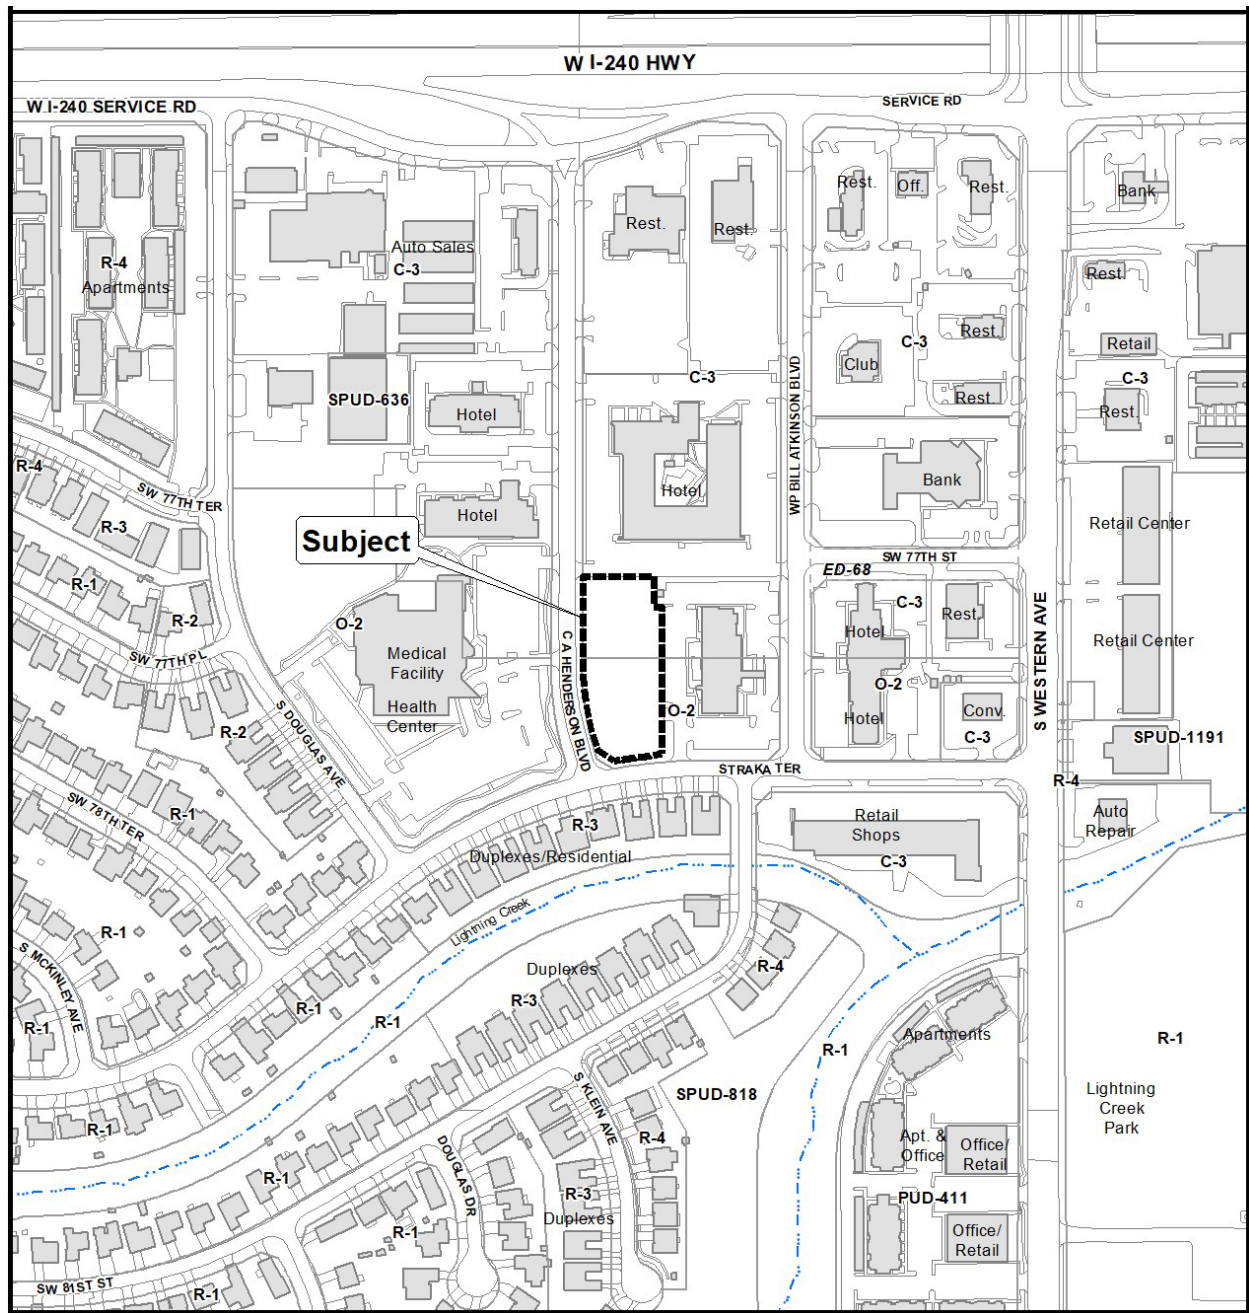 W I-240 HWY
W I-240 SERVICE RD
SERVICE RD
Rest.
Off.
Rest.
Bank
Rest.
Rest.
Auto Sales
C-3
R-4
Apartments
Rest.
Rest.
C-3
Retail
Club
WP BILL ATKINSON BLVD
C-3
C-3
SPUD-636
Rest.
Rest.
Hotel
R-4
SW 77TH TER
Bank
Hotel
Hotel
R-3
Retail Center
Subject
SW 77TH ST
ED-68
R-1
C-3
Rest.
R-2
O-2
Hotel
Medical
Facility
Retail Center
SW 77TH PL
C A HENDERSON BLVD
S WESTERN AVE
O-2
O-2
Health
Center
Hotel
Conv.
R-2
S DOUGLAS AVE
C-3
SPUD-1191
STRAKA TER
R-4
SW 78TH TER
R-1
R-3
Retail
Shops
Auto
Repair
Duplexes/Residential
C-3
Lightning Creek
R-1
S MCKINLEY AVE
Duplexes
R-4
R-3
R-1
R-1
R-1
Apartments
R-1
R-1
SPUD-818
Lightning
Creek
Park
S KLEIN AVE
R-1
R-4
Apt. &
Office
Office/
Retail
DOUGLAS DR
R-1
R-3
PUD-411
Duplexes
R-1
Office/
Retail
SW 81ST ST
R-1